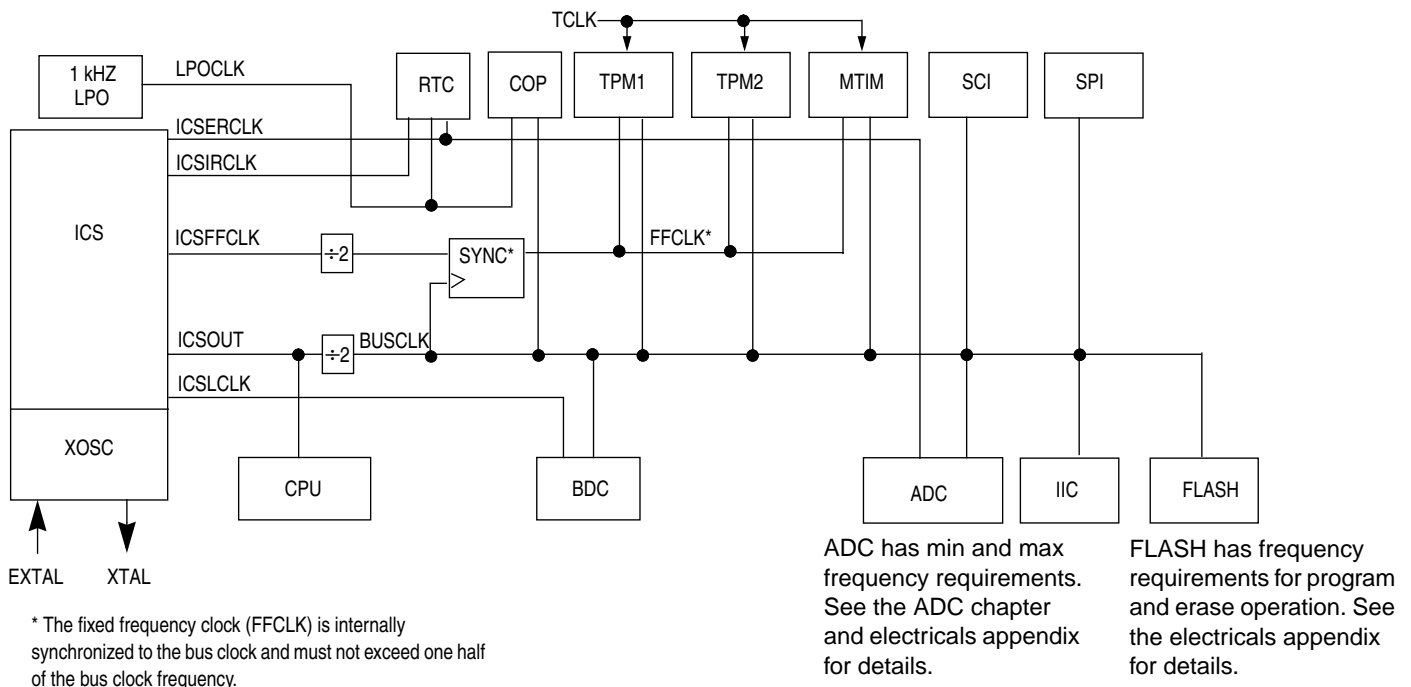 TCLK
1 kHZ
LPO
LPOCLK
RTC
COP
TPM1
TPM2
MTIM
SCI
SPI
ICSERCLK
ICSIRCLK
ICS
ICSFFCLK
÷2
SYNC*
FFCLK*
ICSOUT
÷2
BUSCLK
ICSLCLK
XOSC
CPU
BDC
ADC
IIC
FLASH
EXTAL
XTAL
ADC has min and max
frequency requirements.
See the ADC chapter
and electricals appendix
for details.
FLASH has frequency
requirements for program
and erase operation. See
the electricals appendix
for details.
* The fixed frequency clock (FFCLK) is internally
synchronized to the bus clock and must not exceed one half
of the bus clock frequency.